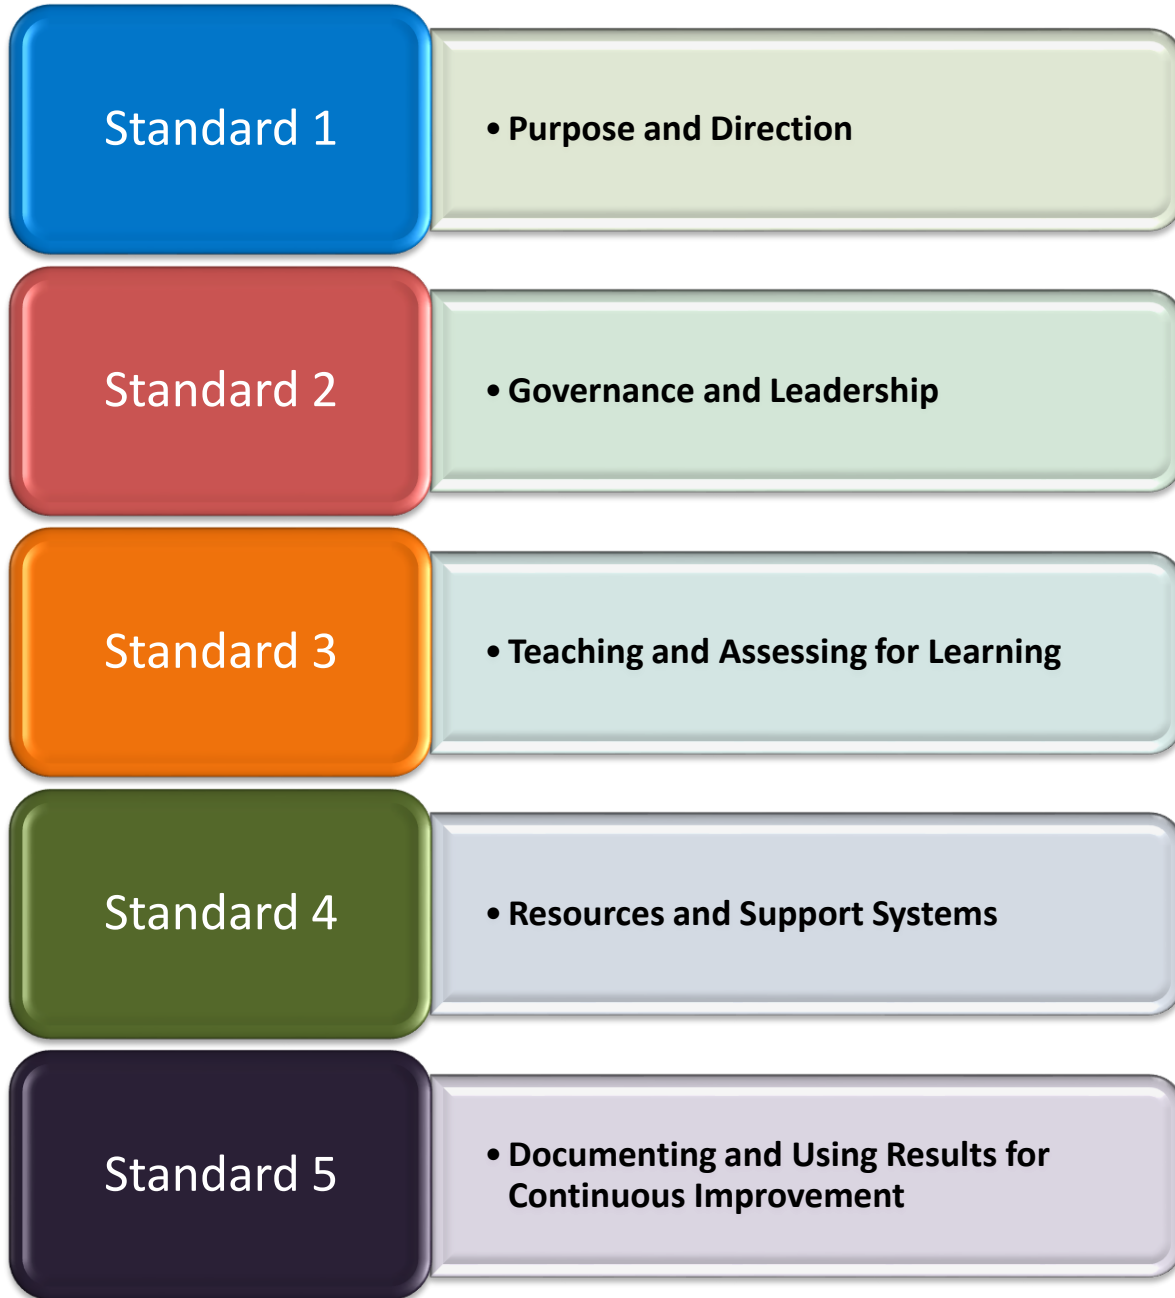 Standard 1
• Purpose and Direction
Standard 2
• Governance and Leadership
Standard 3
• Teaching and Assessing for Learning
Standard 4
• Resources and Support Systems
Standard 5
• Documenting and Using Results for
Continuous Improvement